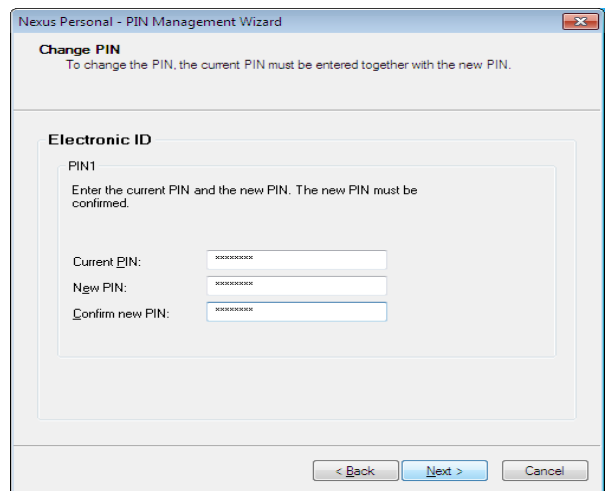 Nexus Personal - PIN Management Wizard
Change PIN
To change the PIN, the current PIN must be entered together with the new PIN.
Electronic ID
PIN1
Enter the current PIN and the new PIN. The new PIN must be
confirmed.
Current PIN: ********
New PIN: ********
Confirm new PIN: ********
< Back Next > Cancel